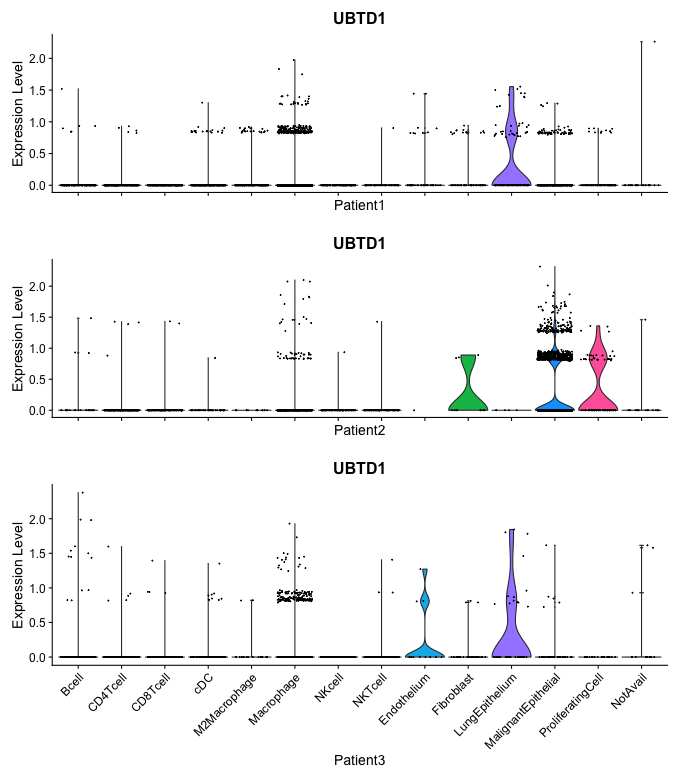 UBTD1
Expression Level
2.0
1.5
1.0
0.5
0.0
Patient1
UBTD1
Expression Level
2.0
1.5
1.0
0.5
0.0
Patient2
UBTD1
Expression Level
2.0
1.5
1.0
0.5
0.0
Bcell
CD4Tcell
CD8Tcell
cDC
M2Macrophage
Macrophage
NKcell
NKTcell
Endothelium
Fibroblast
LungEpithelium
MalignantEpithelial
ProliferatingCell
NotAvail
Patient3